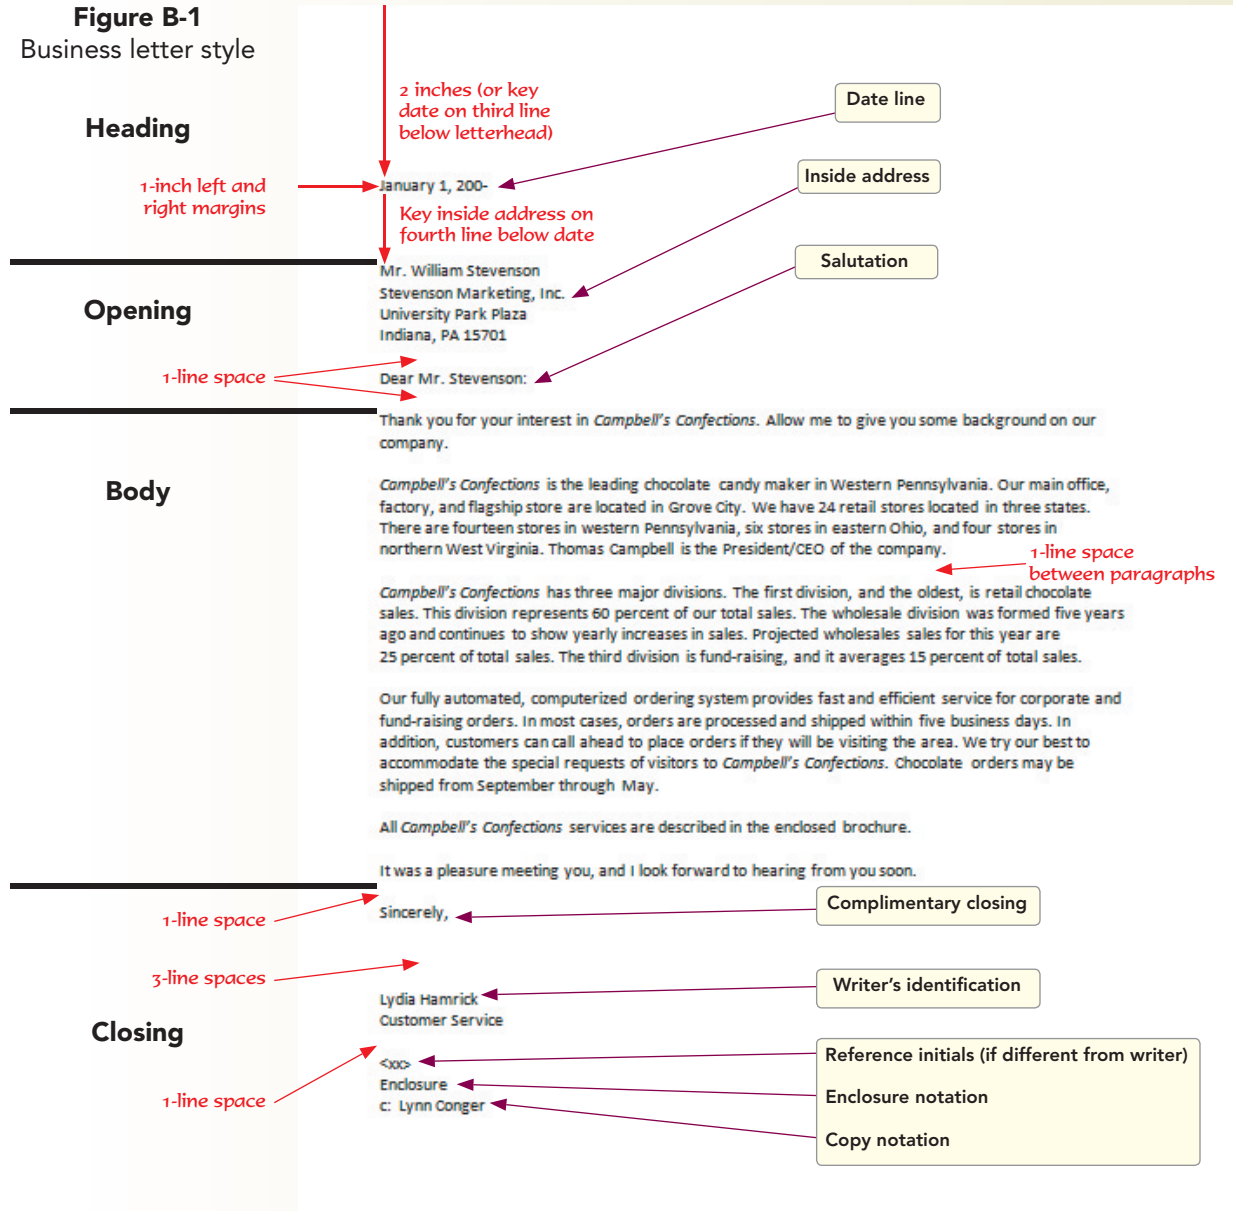 Figure B-1
Business letter style
2 inches (or key
date on third line
below letterhead)
Date line
Heading
Inside address
1-inch left and
right margins
January 1, 200-
Key inside address on
fourth line below date
Salutation
Mr. William Stevenson
Stevenson Marketing, Inc.
University Park Plaza
Indiana, PA 15701
Opening
1-line space
Dear Mr. Stevenson:
Thank you for your interest in Campbell's Confections. Allow me to give you some background on our
company.
Body
Campbell's Confections is the leading chocolate candy maker in Western Pennsylvania. Our main office,
factory, and flagship store are located in Grove City. We have 24 retail stores located in three states.
There are fourteen stores in western Pennsylvania, six stores in eastern Ohio, and four stores in
northern West Virginia. Thomas Campbell is the President/CEO of the company.
1-line space
between paragraphs
Campbell's Confections has three major divisions. The first division, and the oldest, is retail chocolate
sales. This division represents 60 percent of our total sales. The wholesale division was formed five years
ago and continues to show yearly increases in sales. Projected wholesales sales for this year are
25 percent of total sales. The third division is fund-raising, and it averages 15 percent of total sales.
Our fully automated, computerized ordering system provides fast and efficient service for corporate and
fund-raising orders. In most cases, orders are processed and shipped within five business days. In
addition, customers can call ahead to place orders if they will be visiting the area. We try our best to
accommodate the special requests of visitors to Campbell's Confections. Chocolate orders may be
shipped from September through May.
All Campbell's Confections services are described in the enclosed brochure.
It was a pleasure meeting you, and I look forward to hearing from you soon.
1-line space
Sincerely,
Complimentary closing
3-line spaces
Lydia Hamrick
Customer Service
Writer's identification
Closing
1-line space
<xx>
Enclosure
c: Lynn Conger
Reference initials (if different from writer)
Enclosure notation
Copy notation